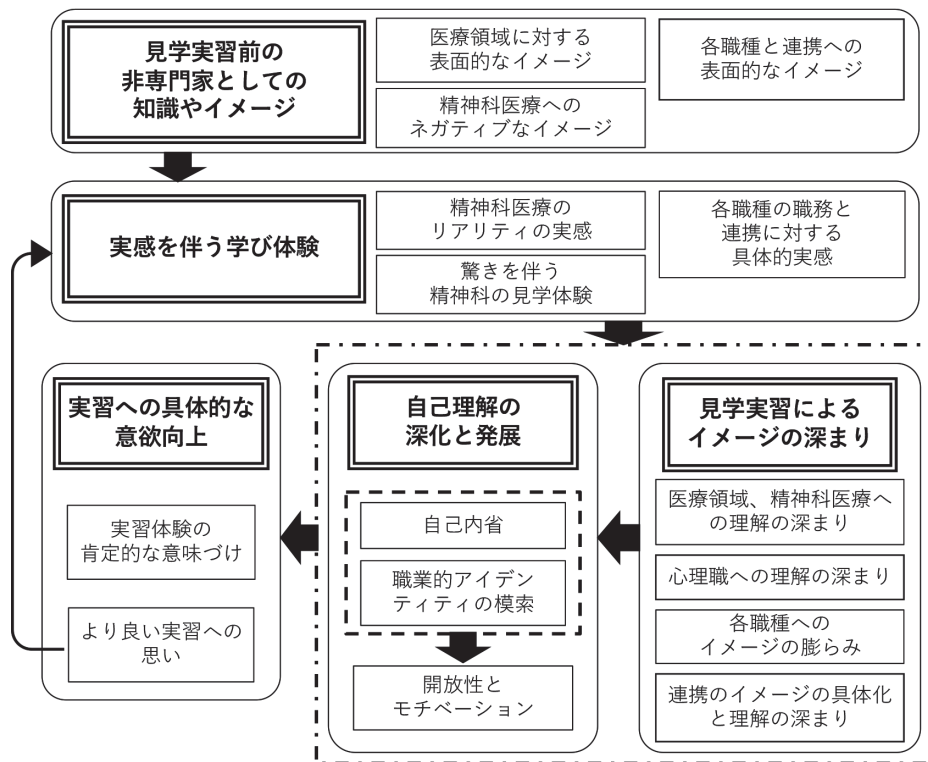 見学実習前の
非専門家としての
知識やイメージ
医療領域に対する
表面的なイメージ
精神科医療への
ネガティブなイメージ
各職種と連携への
表面的なイメージ
実感を伴う学び体験
精神科医療の
リアリティの実感
驚きを伴う
精神科の見学体験
各職種の職務と
連携に対する
具体的実感
見学実習による
イメージの深まり
医療領域、精神科医療へ
の理解の深まり
心理職への理解の深まり
各職種への
イメージの膨らみ
連携のイメージの具体化
と理解の深まり
自己理解の
深化と発展
自己内省
職業的アイデン
ティティの模索
開放性と
モチベーション
実習への具体的な
意欲向上
実習体験の
肯定的な意味づけ
より良い実習への
思い